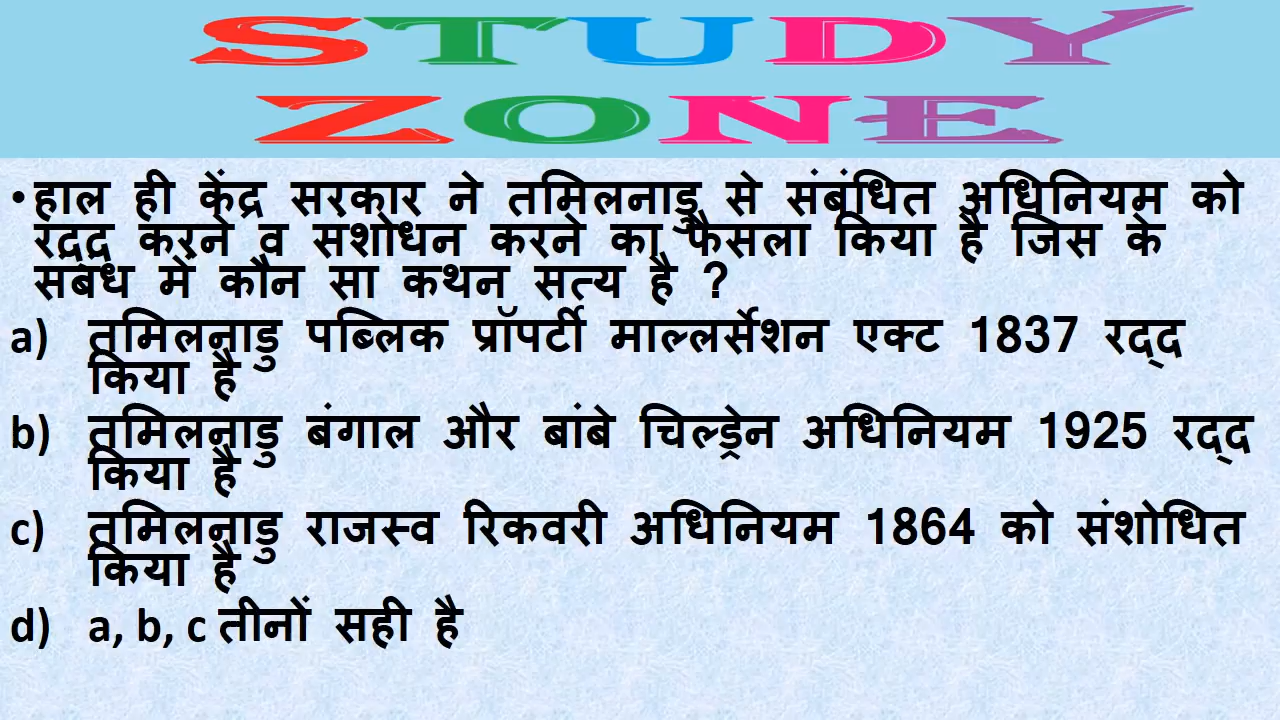 STUDY
ZONE
•हाल ही केंद्र सरकार ने तमिलनाडु से संबंधित अधिनियम को
रद्द करने व संशोधन करने का फैसला किया है जिस के
संबंध में कौन सा कथन सत्य है ?
a) तमिलनाडु पब्लिक प्रॉपर्टी माल्लर्सेशन एक्ट 1837 रद्द
किया है
b) तमिलनाडु बंगाल और बांबे चिल्ड्रेन अधिनियम 1925 रद्द
किया है
c) तमिलनाडु राजस्व रिकवरी अधिनियम 1864 को संशोधित
किया है
d) a, b, c तीनों सही है